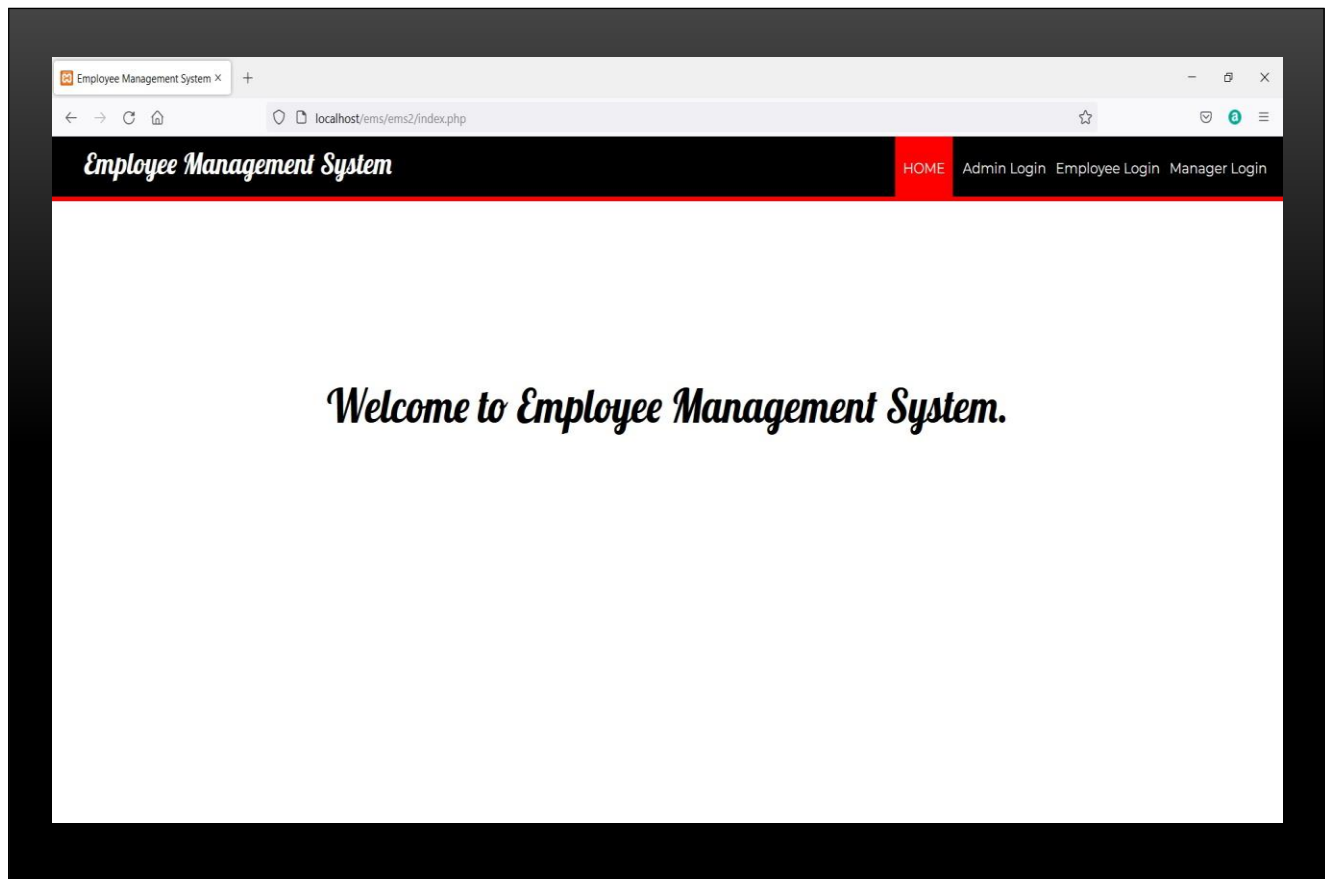 Employee Management System
localhost/ems/ems2/index.php
Employee Management System
HOME Admin Login Employee Login Manager Login
Welcome to Employee Management System.